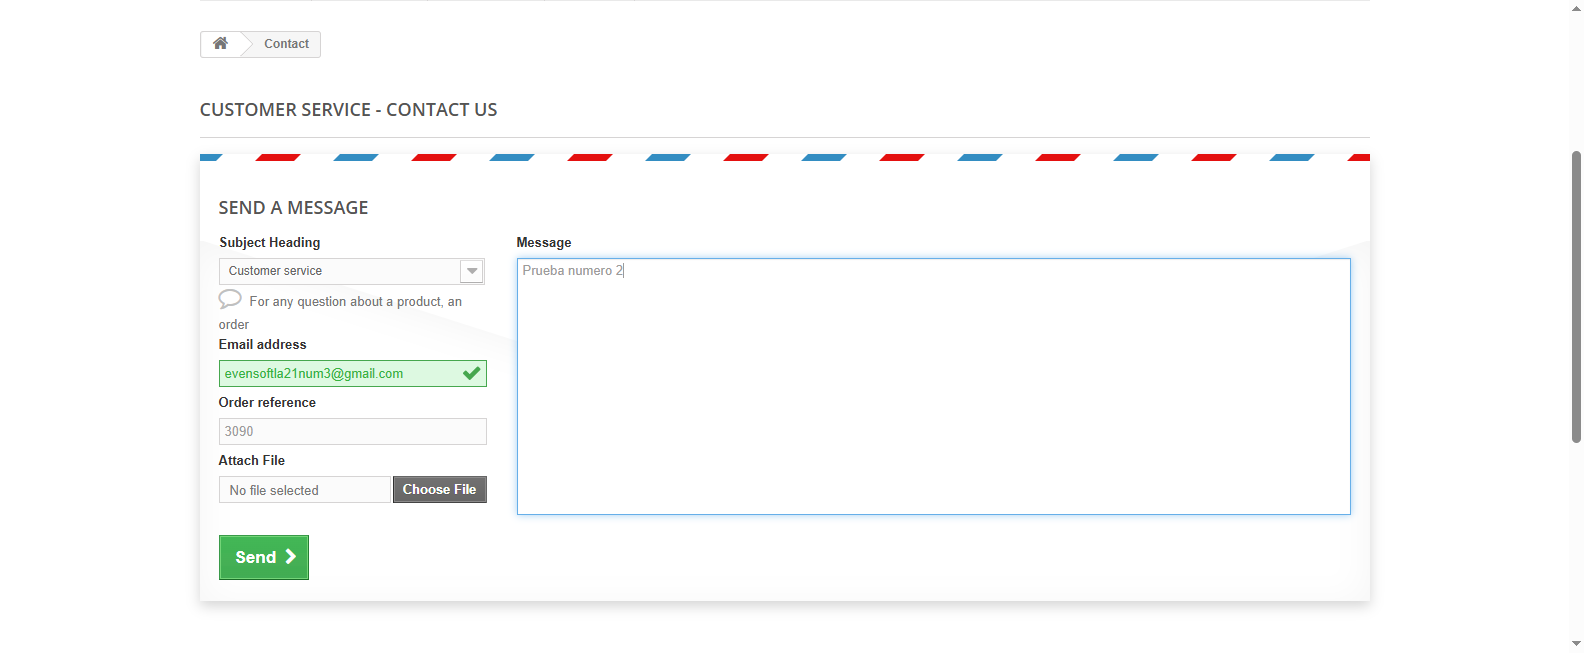 Contact
CUSTOMER SERVICE - CONTACT US
SEND A MESSAGE
Subject Heading
Customer service
For any question about a product, an
order
Email address
evensoftla21num3@gmail.com
Order reference
3090
Attach File
No file selected
Choose File
Send
Message
Prueba numero 2